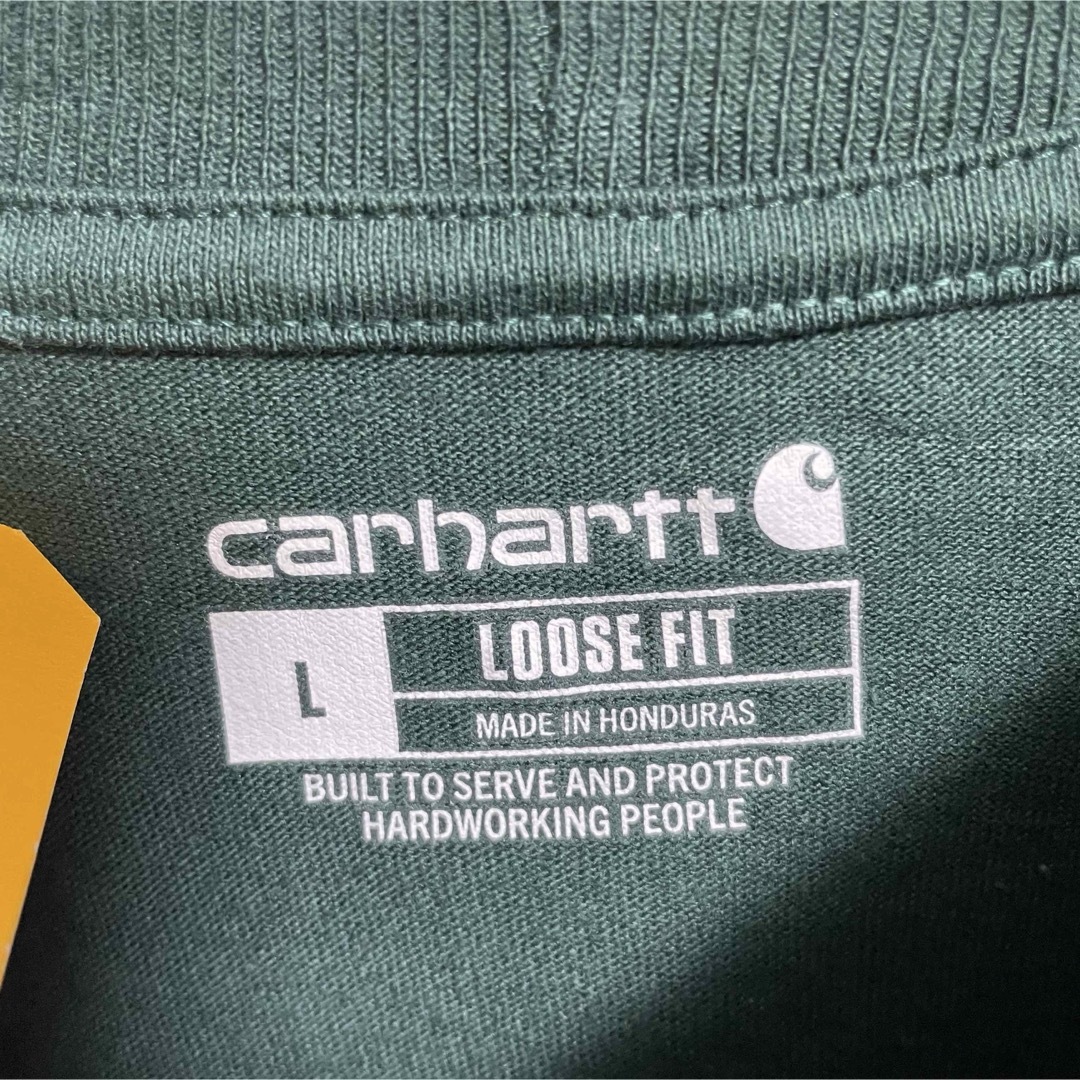 carhartt
L
LOOSE FIT
MADE IN HONDURAS
BUILT TO SERVE AND PROTECT
HARDWORKING PEOPLE